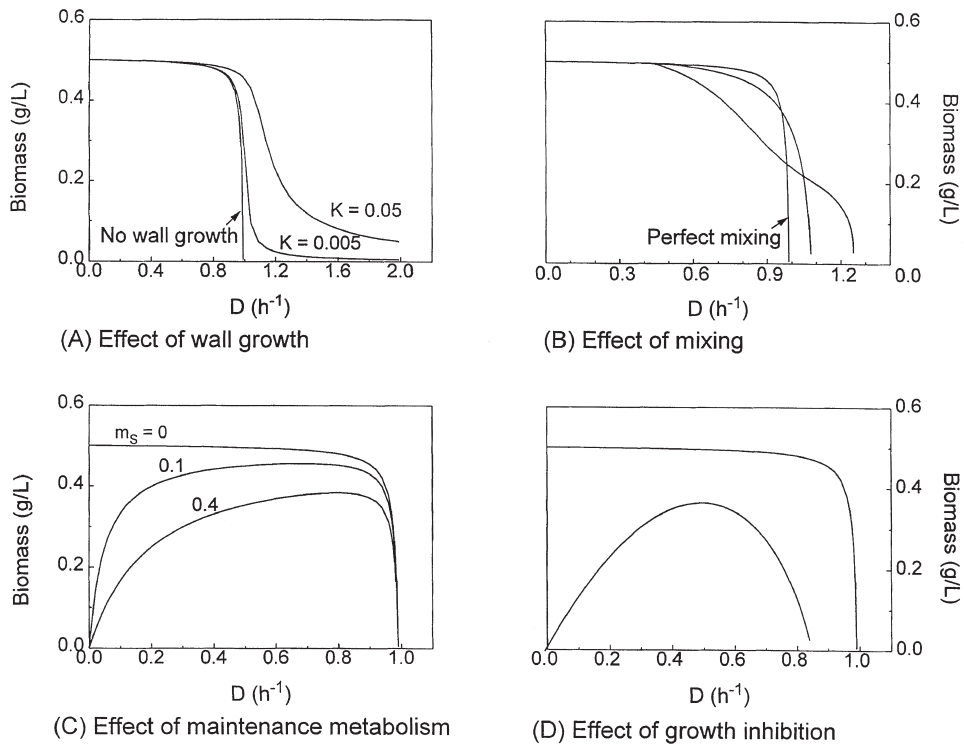 0.6
0.4
0.2
0.0
Biomass (g/L)
No wall growth
K = 0.05
K = 0.005
0.0 0.4 0.8 1.2 1.6 2.0
D (h⁻¹)
(A) Effect of wall growth
0.6
0.4
0.2
0.0
Biomass (g/L)
Perfect mixing
0.0 0.3 0.6 0.9 1.2
D (h⁻¹)
(B) Effect of mixing
0.6
0.4
0.2
0.0
Biomass (g/L)
mS = 0
0.1
0.4
0.0 0.2 0.4 0.6 0.8 1.0
D (h⁻¹)
(C) Effect of maintenance metabolism
0.6
0.4
0.2
0.0
Biomass (g/L)
0.0 0.2 0.4 0.6 0.8 1.0
D (h⁻¹)
(D) Effect of growth inhibition